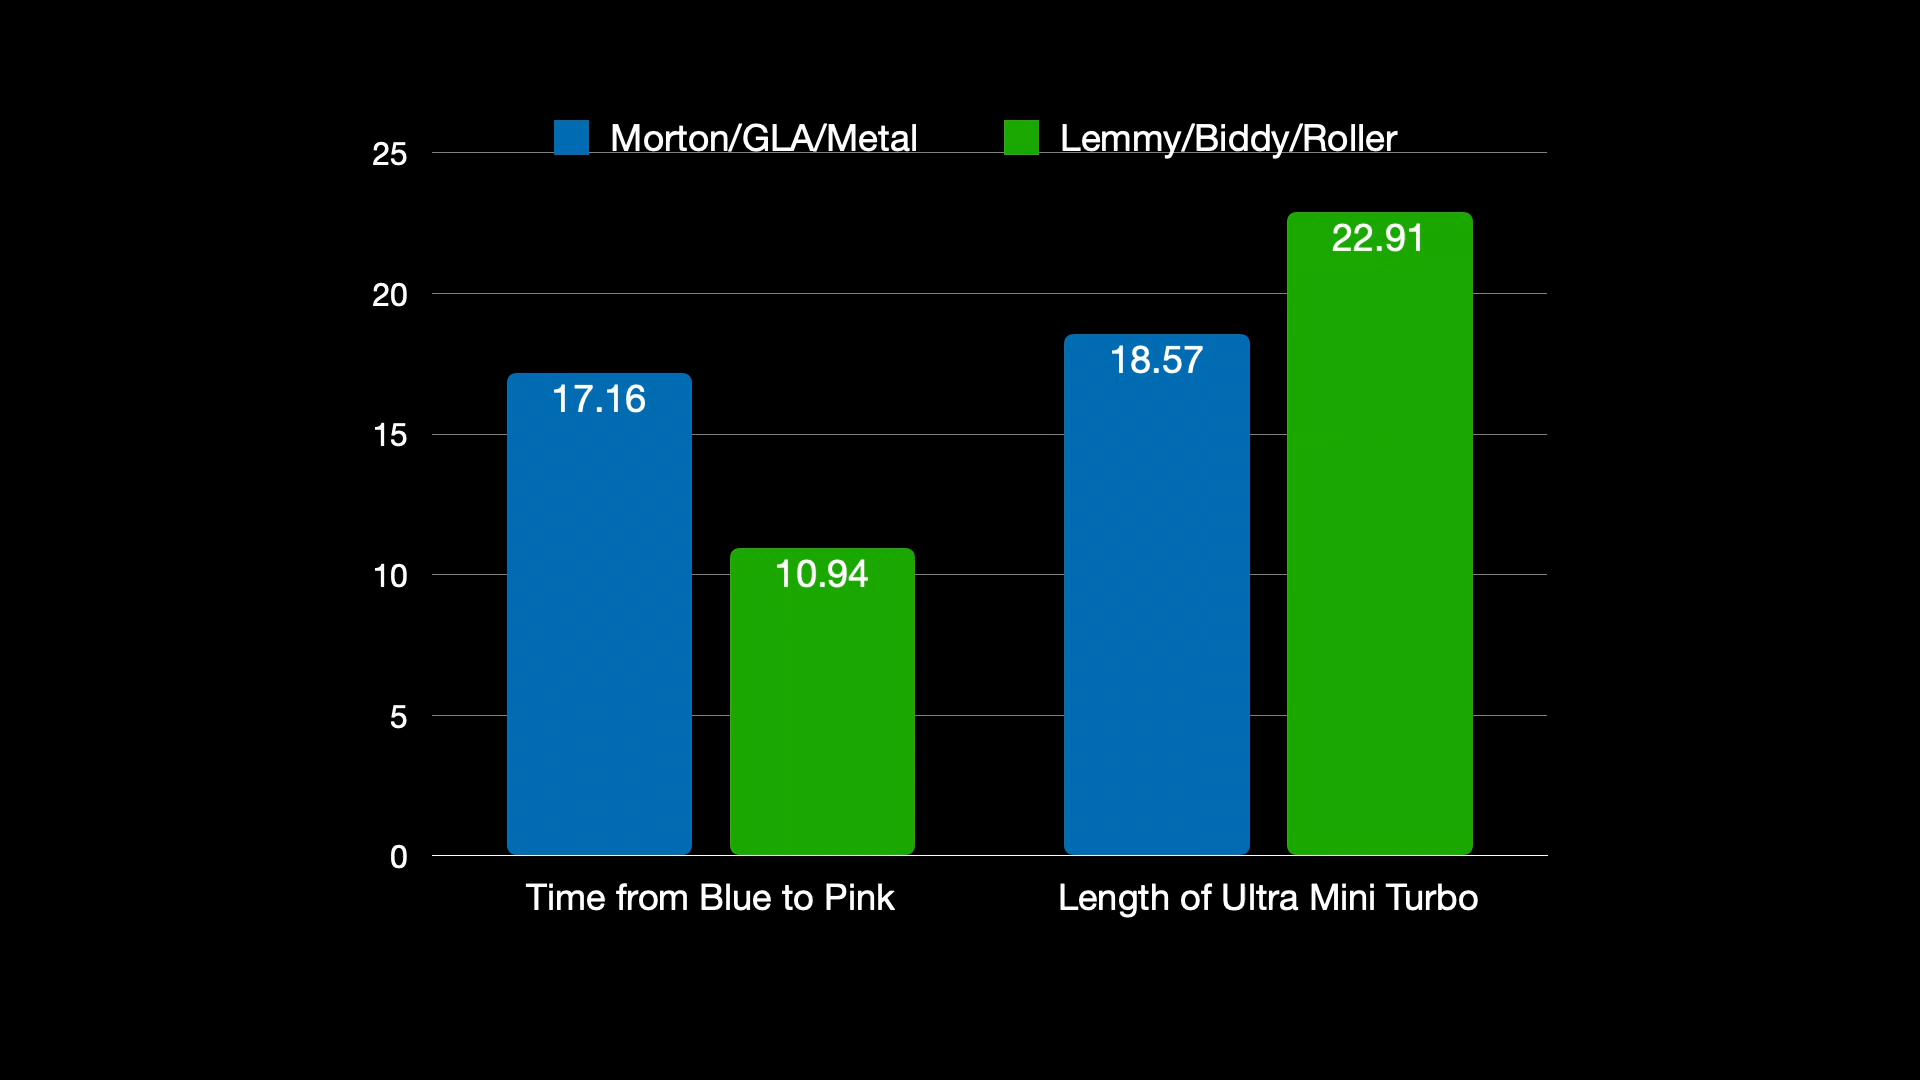 Morton/GLA/Metal
Lemmy/Biddy/Roller
25
20
15
10
5
0
17.16
10.94
18.57
22.91
Time from Blue to Pink
Length of Ultra Mini Turbo